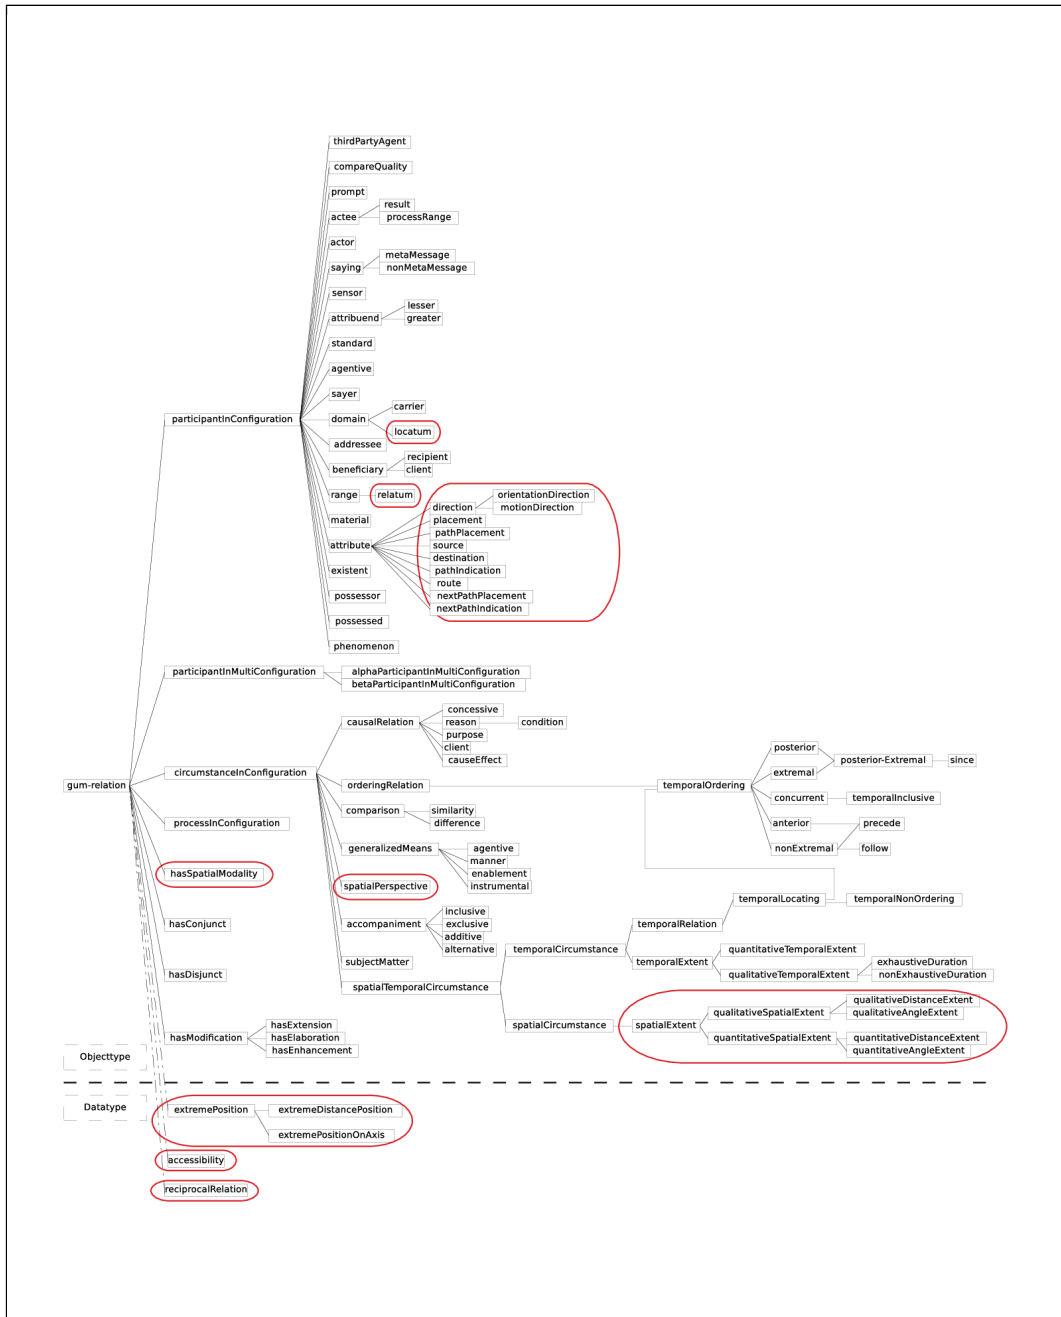 thirdPartyAgent
compareQuality
prompt
result
actee
processRange
actor
metaMessage
saying
nonMetaMessage
sensor
lesser
attribuend
greater
standard
agentive
sayer
carrier
participantInConfiguration
domain
locatum
addressee
recipient
beneficiary
client
range
relatum
orientationDirection
direction
motionDirection
material
placement
pathPlacement
attribute
source
destination
existent
pathIndication
route
possessor
nextPathPlacement
nextPathIndication
possessed
phenomenon
participantInMultiConfiguration
alphaParticipantInMultiConfiguration
betaParticipantInMultiConfiguration
concessive
causalRelation
reason
condition
purpose
client
causeEffect
posterior
posterior-Extremal
since
circumstanceInConfiguration
extremal
gum-relation
orderingRelation
temporalOrdering
concurrent
temporalInclusive
comparison
similarity
difference
processInConfiguration
anterior
precede
generalizedMeans
agentive
nonExtremal
follow
manner
hasSpatialModality
enablement
spatialPerspective
instrumental
temporalLocating
temporalNonOrdering
inclusive
hasConjunct
accompaniment
exclusive
temporalRelation
additive
alternative
temporalCircumstance
quantitativeTemporalExtent
subjectMatter
temporalExtent
exhaustiveDuration
hasDisjunct
qualitativeTemporalExtent
nonExhaustiveDuration
spatialTemporalCircumstance
qualitativeDistanceExtent
qualitativeSpatialExtent
qualitativeAngleExtent
spatialCircumstance
spatialExtent
hasExtension
hasModification
hasElaboration
quantitativeSpatialExtent
quantitativeDistanceExtent
hasEnhancement
quantitativeAngleExtent
Objecttype
Datatype
extremePosition
extremeDistancePosition
extremePositionOnAxis
accessibility
reciprocalRelation